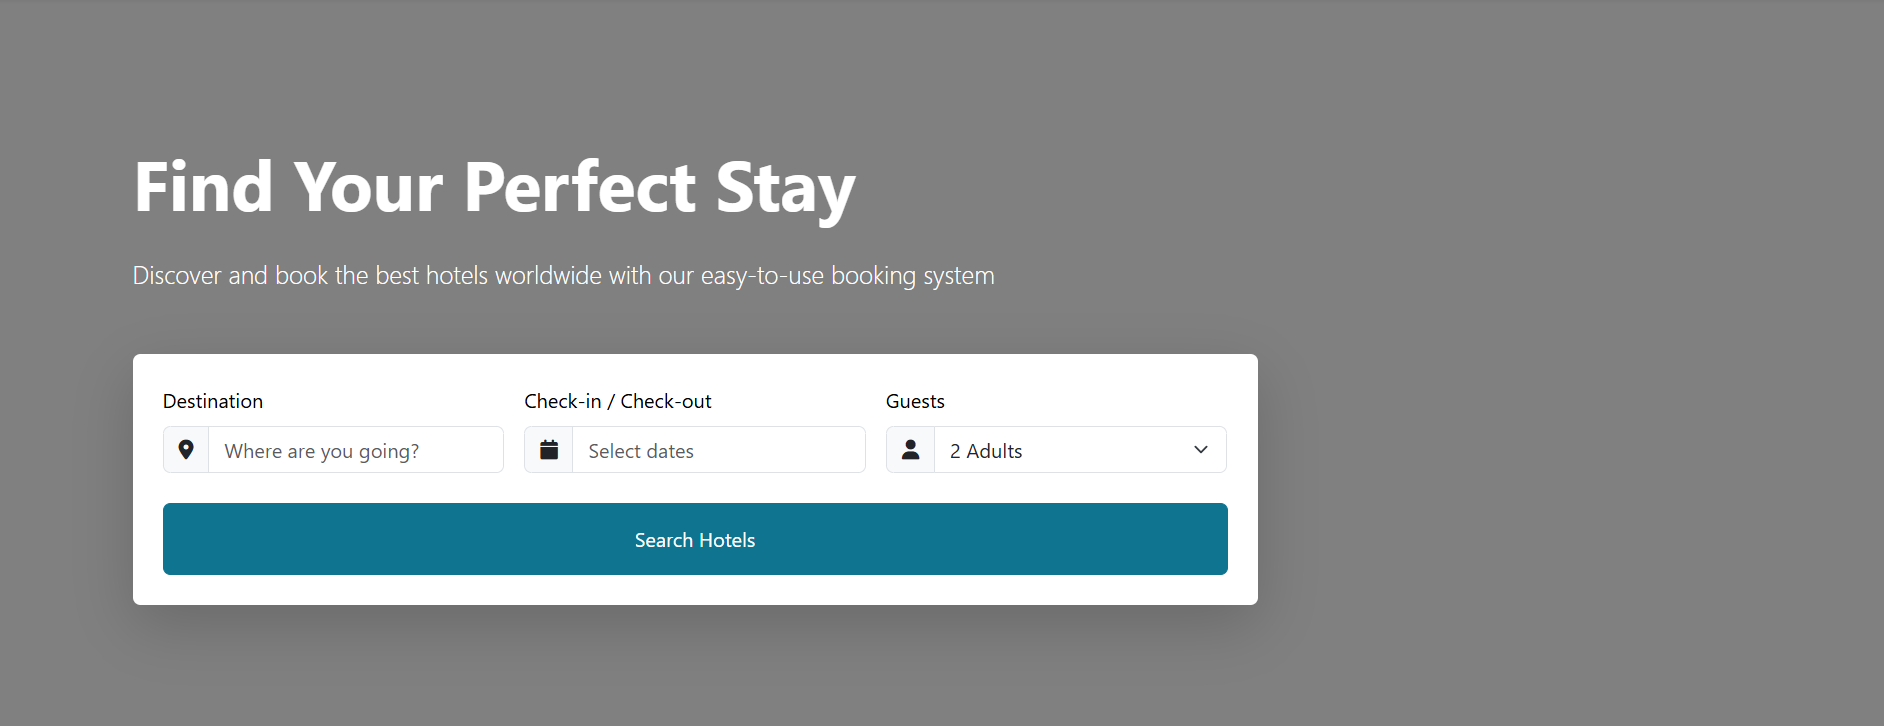 Find Your Perfect Stay
Discover and book the best hotels worldwide with our easy-to-use booking system
Destination
Check-in / Check-out
Guests
Where are you going?
Select dates
2 Adults
Search Hotels